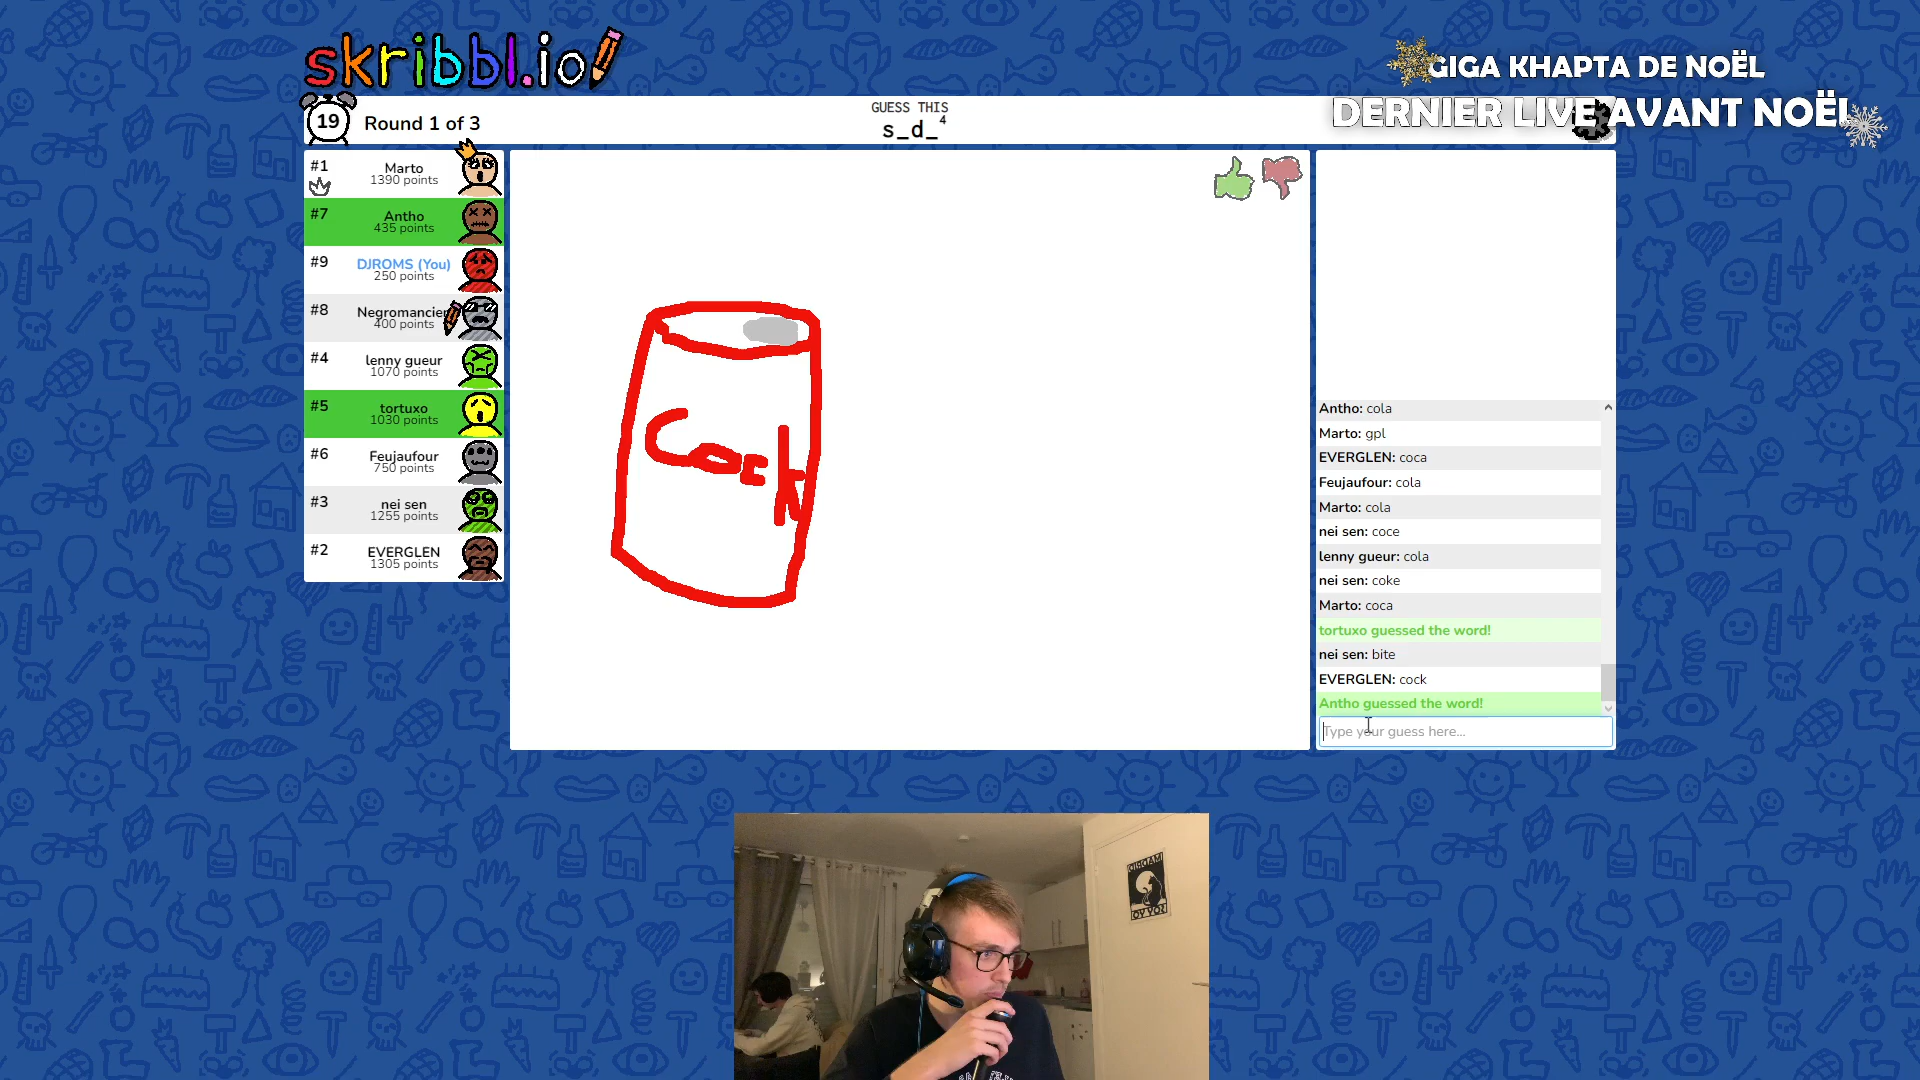 skribbl.io
GIGA KHAPTA DE NOËL
DERNIER LIVE AVANT NOËL
19
Round 1 of 3
GUESS THIS
s_d_ 4
#1
Marto
1390 points
#7
Antho
435 points
#9
DJROMS (You)
250 points
#8
Negromancien
400 points
#4
lenny gueur
1070 points
#5
tortuxo
1030 points
#6
Feujaufour
750 points
#3
nei sen
1255 points
#2
EVERGLEN
1305 points
Cock
Antho: cola
Marto: gpl
EVERGLEN: coca
Feujaufour: cola
Marto: cola
nei sen: coce
lenny gueur: cola
nei sen: coke
Marto: coca
tortuxo guessed the word!
nei sen: bite
EVERGLEN: cock
Antho guessed the word!
Type your guess here...